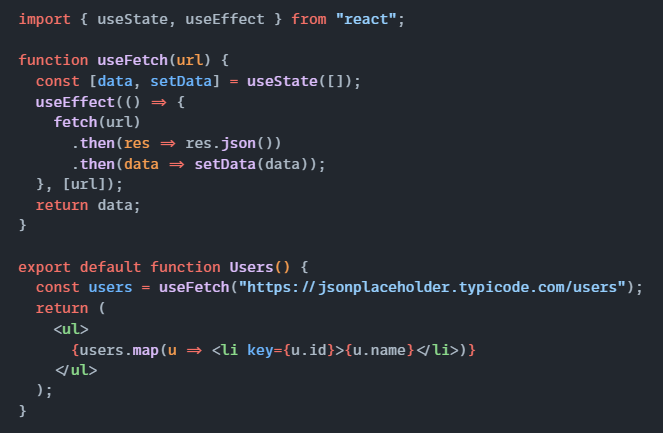 import { useState, useEffect } from "react";

function useFetch(url) {
  const [data, setData] = useState([]);
  useEffect(() => {
    fetch(url)
      .then(res => res.json())
      .then(data => setData(data));
  }, [url]);
  return data;
}

export default function Users() {
  const users = useFetch("https://jsonplaceholder.typicode.com/users");
  return (
    <ul>
      {users.map(u => <li key={u.id}>{u.name}</li>)}
    </ul>
  );
}